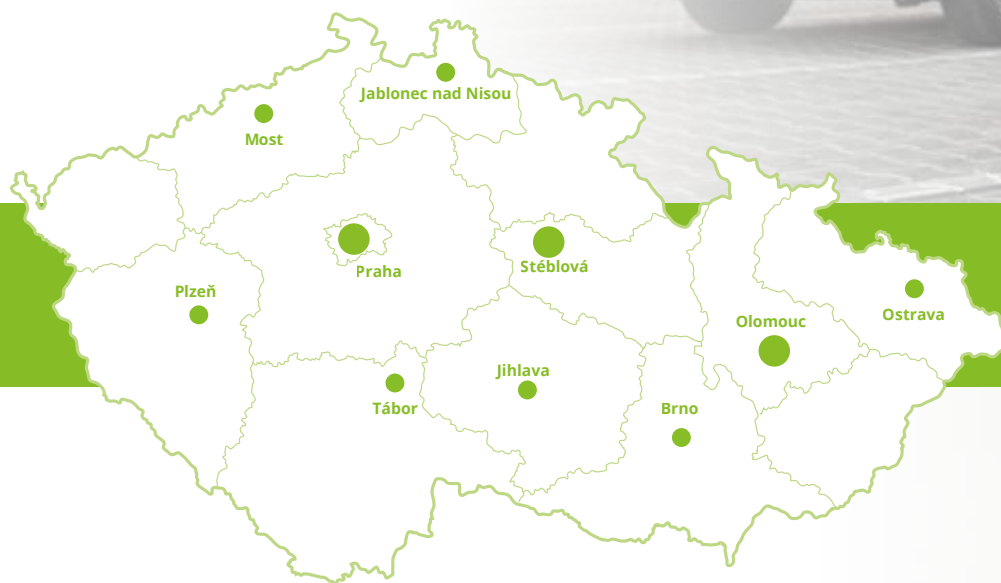 Jablonec nad Nisou
Most
Praha
Stéblová
Plzeň
Olomouc
Ostrava
Jihlava
Tábor
Brno